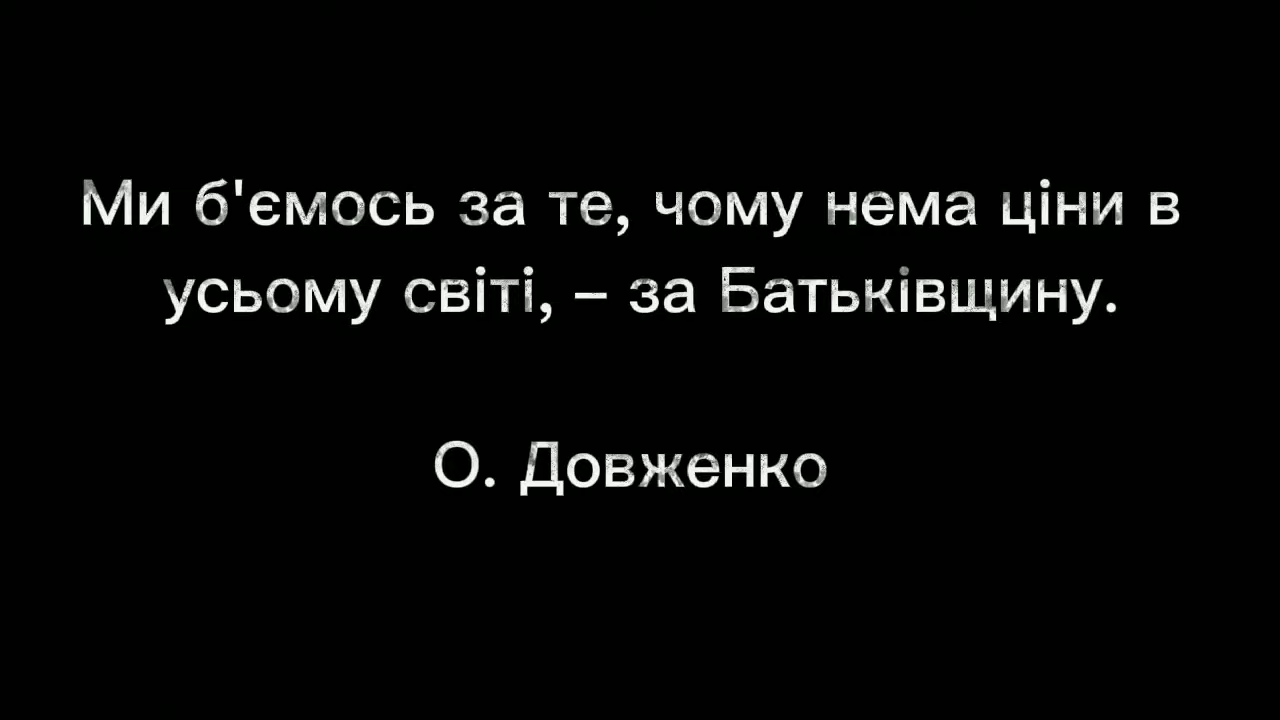 Ми б'ємось за те, чому нема ціни в
усьому світі, – за Батьківщину.
О. Довженко